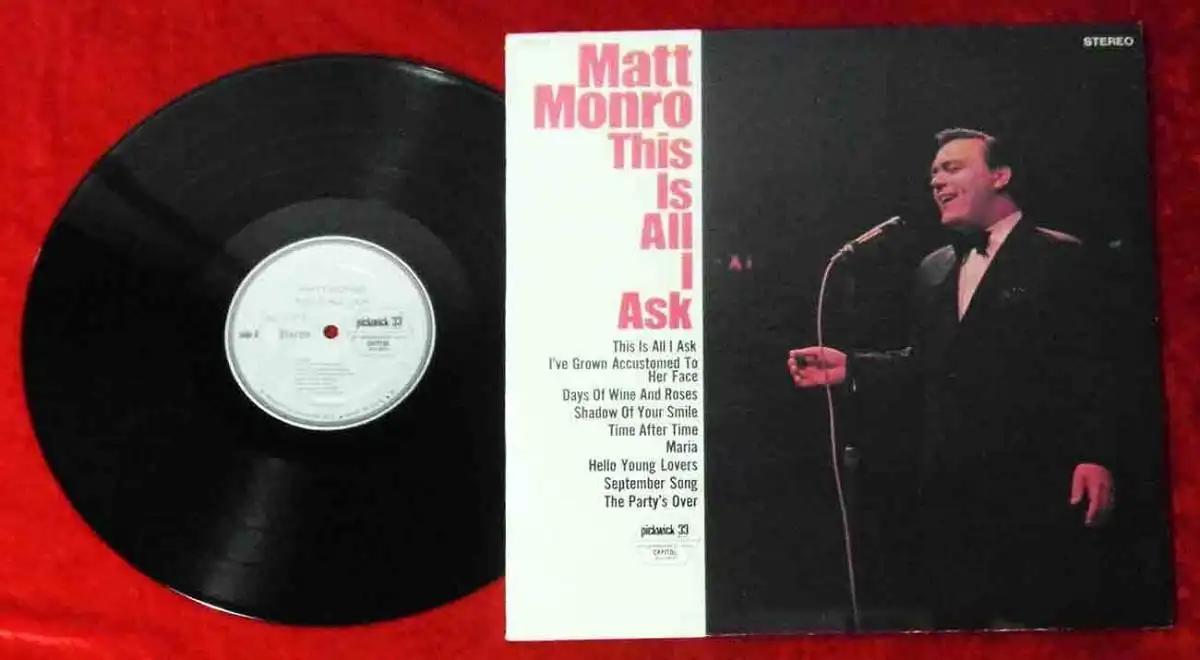 Matt
Monro
This
Is
All
I
Ask
This Is All I Ask
I've Grown Accustomed To
Her Face
Days Of Wine And Roses
Shadow Of Your Smile
Time After Time
Maria
Hello Young Lovers
September Song
The Party's Over
pickwick 33
CAPITOL
STEREO
pickwick 33
CAPITOL
Stereo